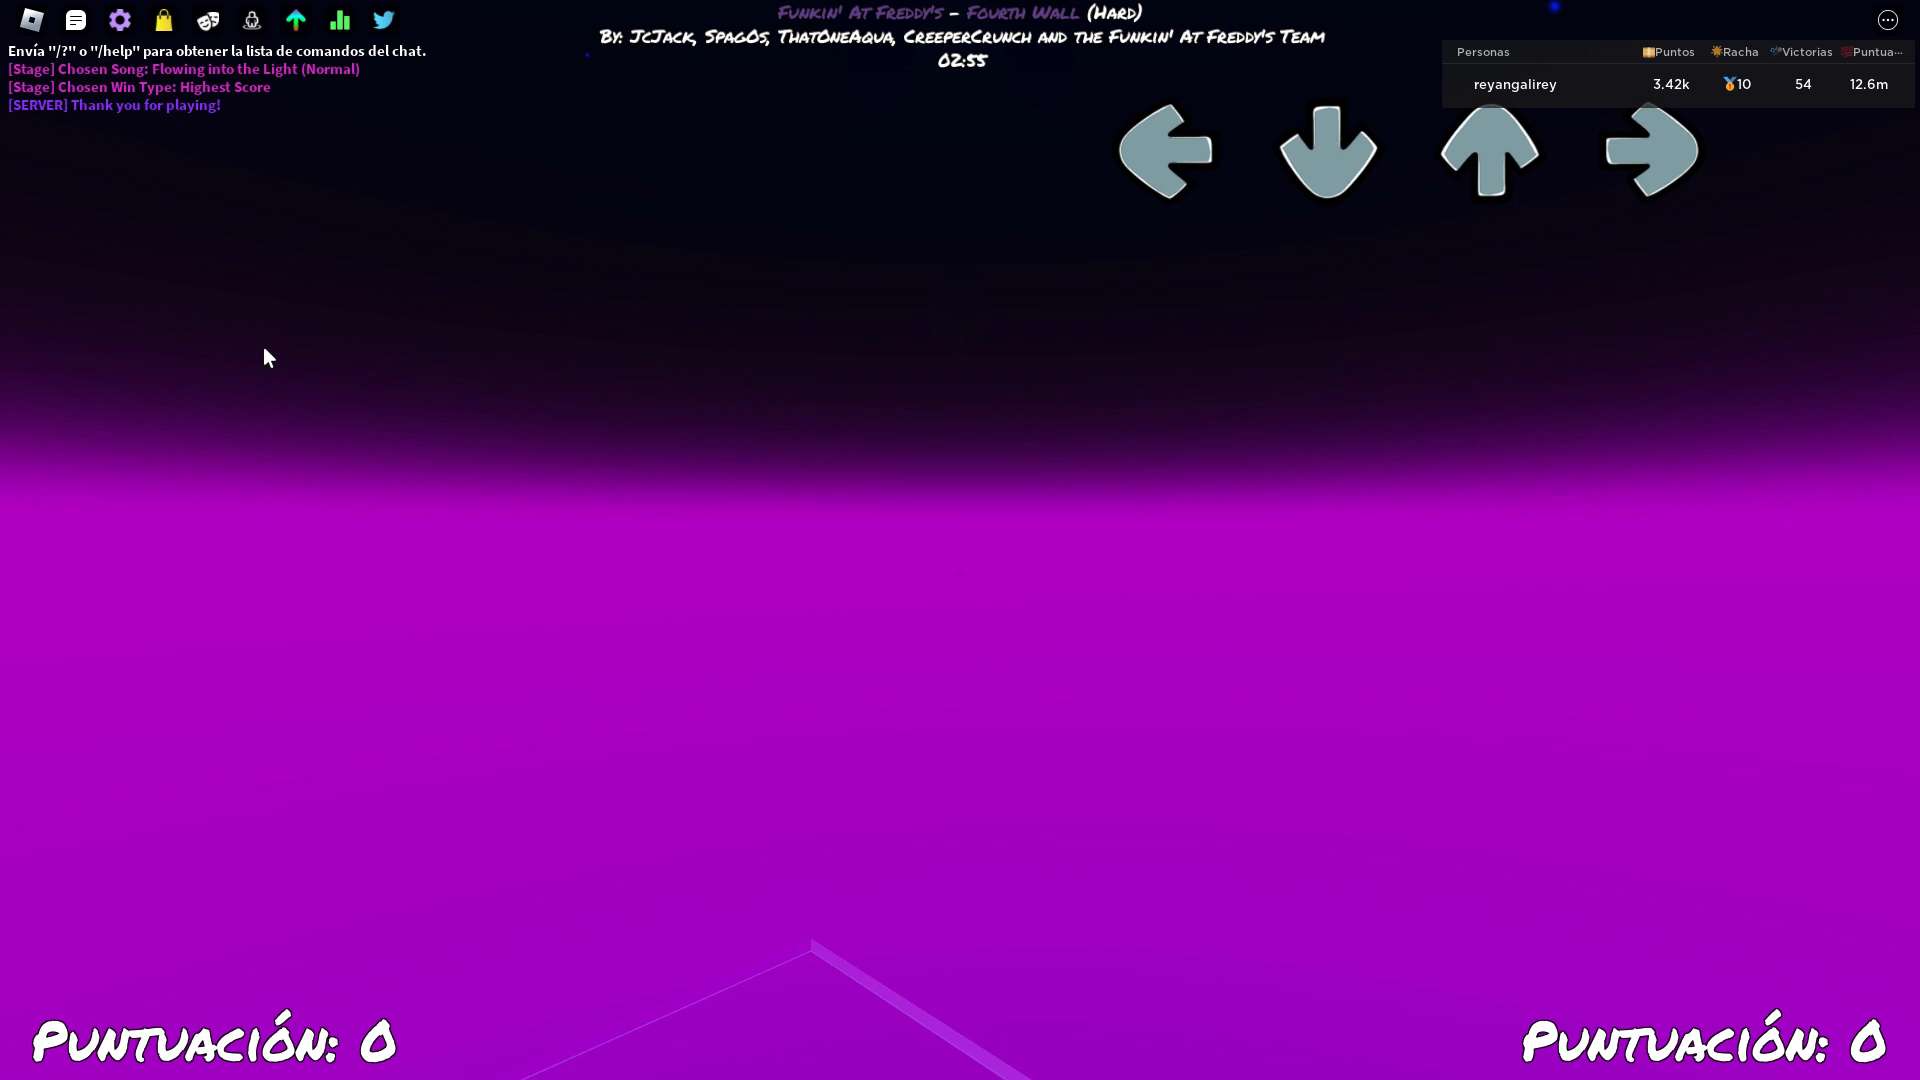 Funkin' At Freddy's - Fourth Wall (Hard)
By: JcJack, SpagOs, ThatOneAqua, CreeperCrunch and the Funkin' At Freddy's Team
02:55
Envía "/?" o "/help" para obtener la lista de comandos del chat.
[Stage] Chosen Song: Flowing into the Light (Normal)
[Stage] Chosen Win Type: Highest Score
[SERVER] Thank you for playing!
Personas Puntos Racha Victorias Puntua...
reyangalirey 3.42k 10 54 12.6m
Puntuación: 0
Puntuación: 0